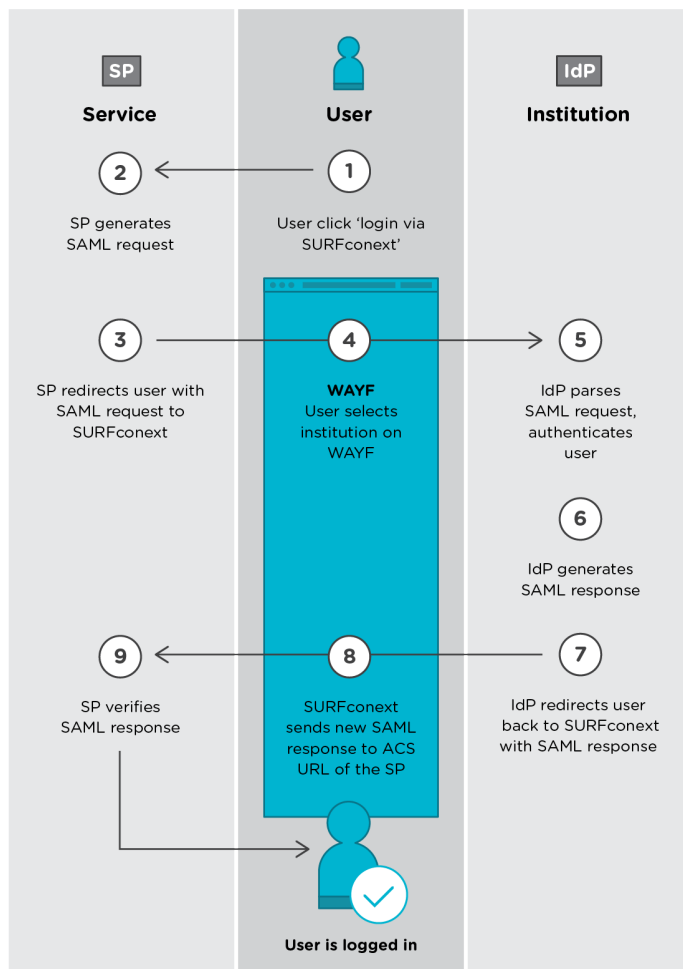 SP
Service
User
IdP
Institution
2
1
SP generates
SAML request
User click ‘login via
SURFconext’
3
SP redirects user with
SAML request to
SURFconext
4
WAYF
User selects
institution on
WAYF
5
IdP parses
SAML request,
authenticates
user
6
IdP generates
SAML response
7
IdP redirects user
back to SURFconext
with SAML response
8
SURFconext
sends new SAML
response to ACS
URL of the SP
9
SP verifies
SAML response
User is logged in